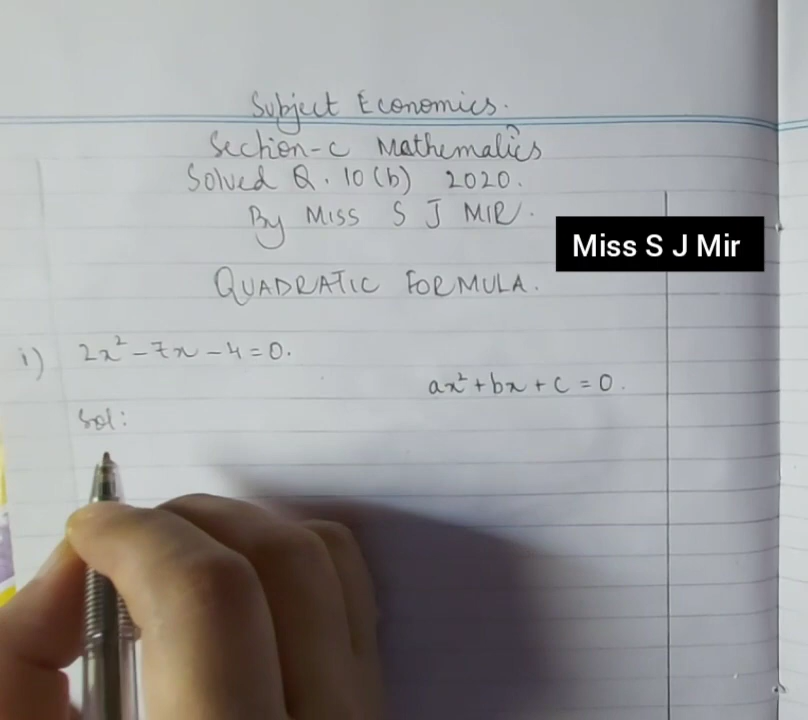 Subject Economics.
Section-C Mathematics
Solved Q. 10(b) 2020.
By MISS S J MIR.
Miss S J Mir
QUADRATIC FORMULA.
i) 2x² - 7x - 4 = 0.
ax² + bx + c = 0.
Sol: